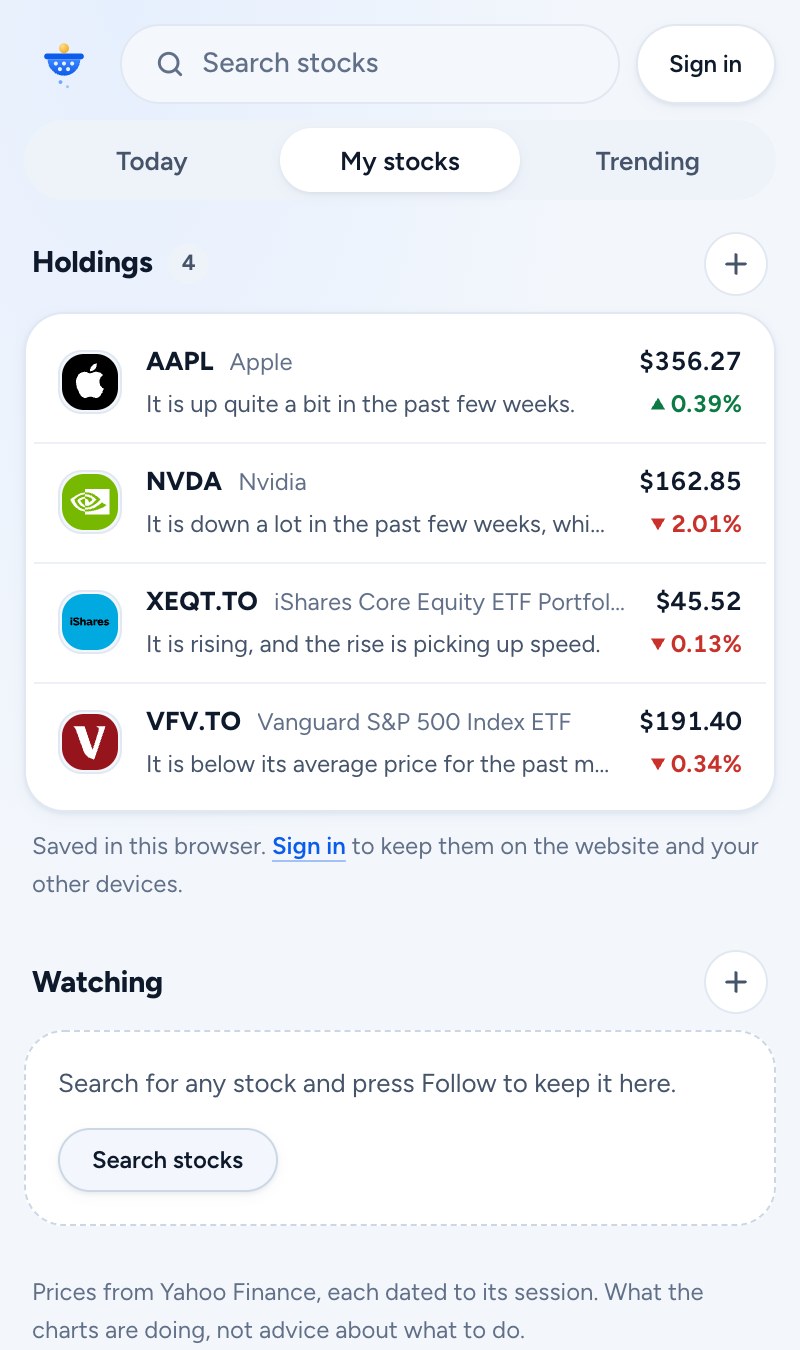 Search stocks
Sign in
Today
My stocks
Trending
Holdings 4
AAPL Apple $356.27
It is up quite a bit in the past few weeks. ▲ 0.39%
NVDA Nvidia $162.85
It is down a lot in the past few weeks, whi... ▼ 2.01%
iShares
XEQT.TO iShares Core Equity ETF Portfol... $45.52
It is rising, and the rise is picking up speed. ▼ 0.13%
VFV.TO Vanguard S&P 500 Index ETF $191.40
It is below its average price for the past m... ▼ 0.34%
Saved in this browser. Sign in to keep them on the website and your
other devices.
Watching
Search for any stock and press Follow to keep it here.
Search stocks
Prices from Yahoo Finance, each dated to its session. What the
charts are doing, not advice about what to do.